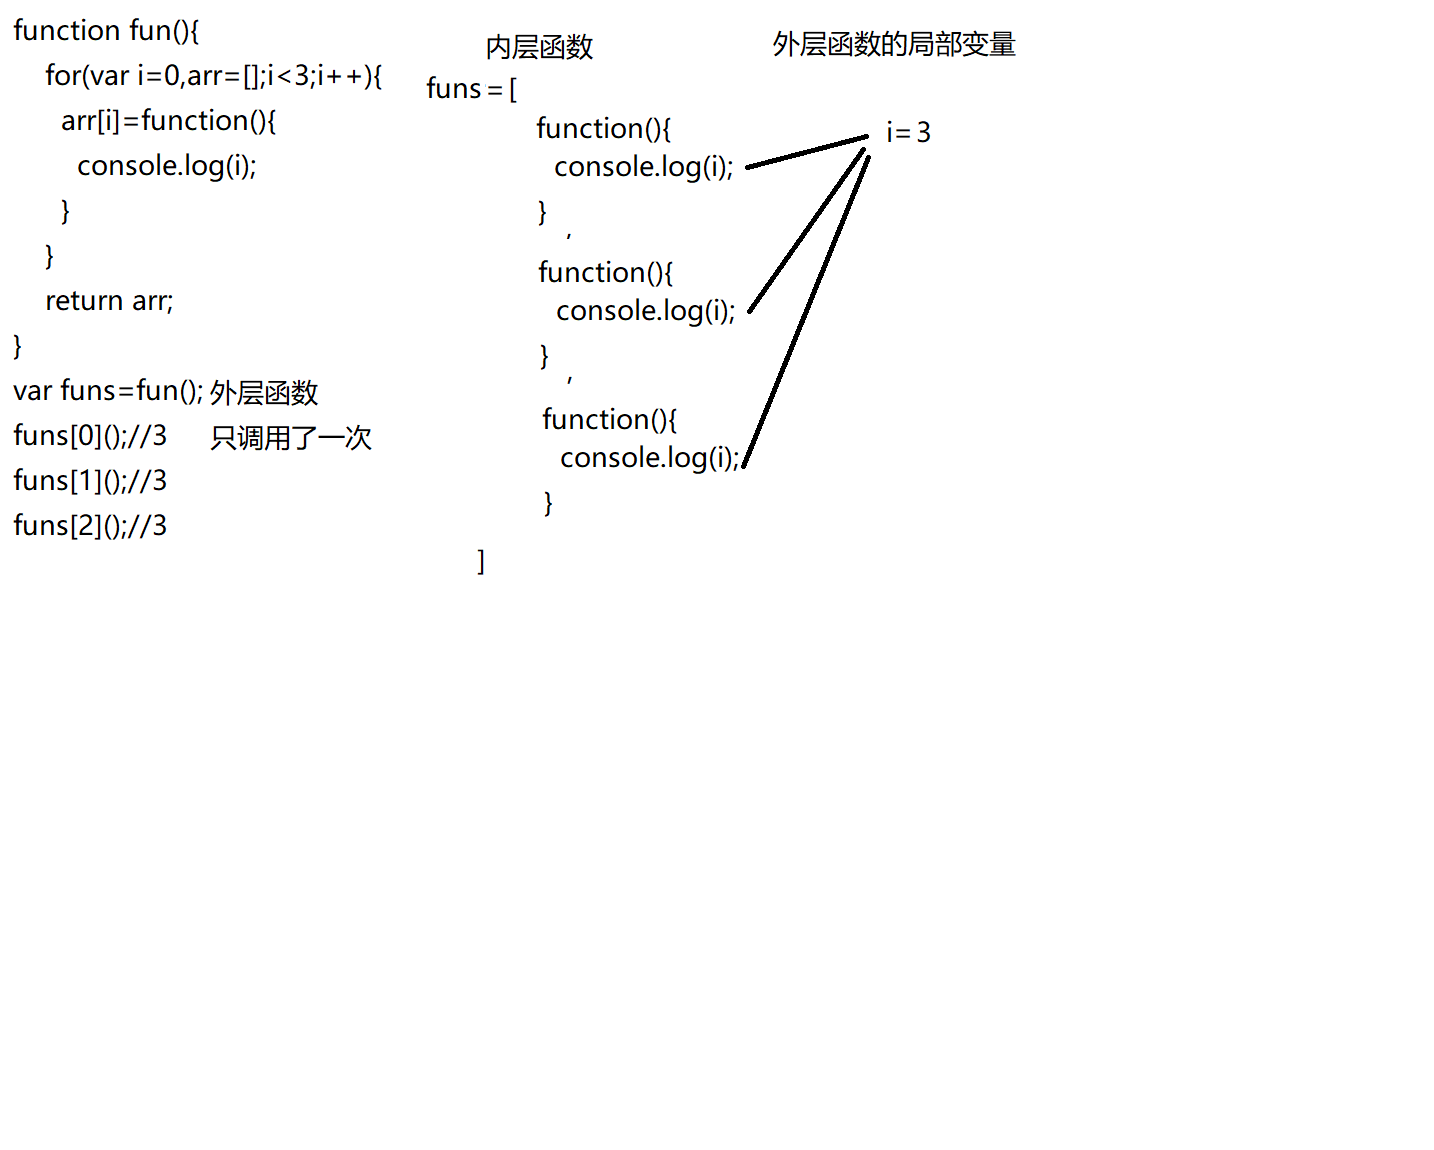 function fun(){
for(var i=0,arr=[];i<3;i++){
arr[i]=function(){
console.log(i);
}
}
return arr;
}
var funs=fun(); 外层函数
funs[0]();//3 只调用了一次
funs[1]();//3
funs[2]();//3
内层函数
funs=[
function(){
console.log(i);
}
,
function(){
console.log(i);
}
,
function(){
console.log(i);
}
]
外层函数的局部变量
i=3